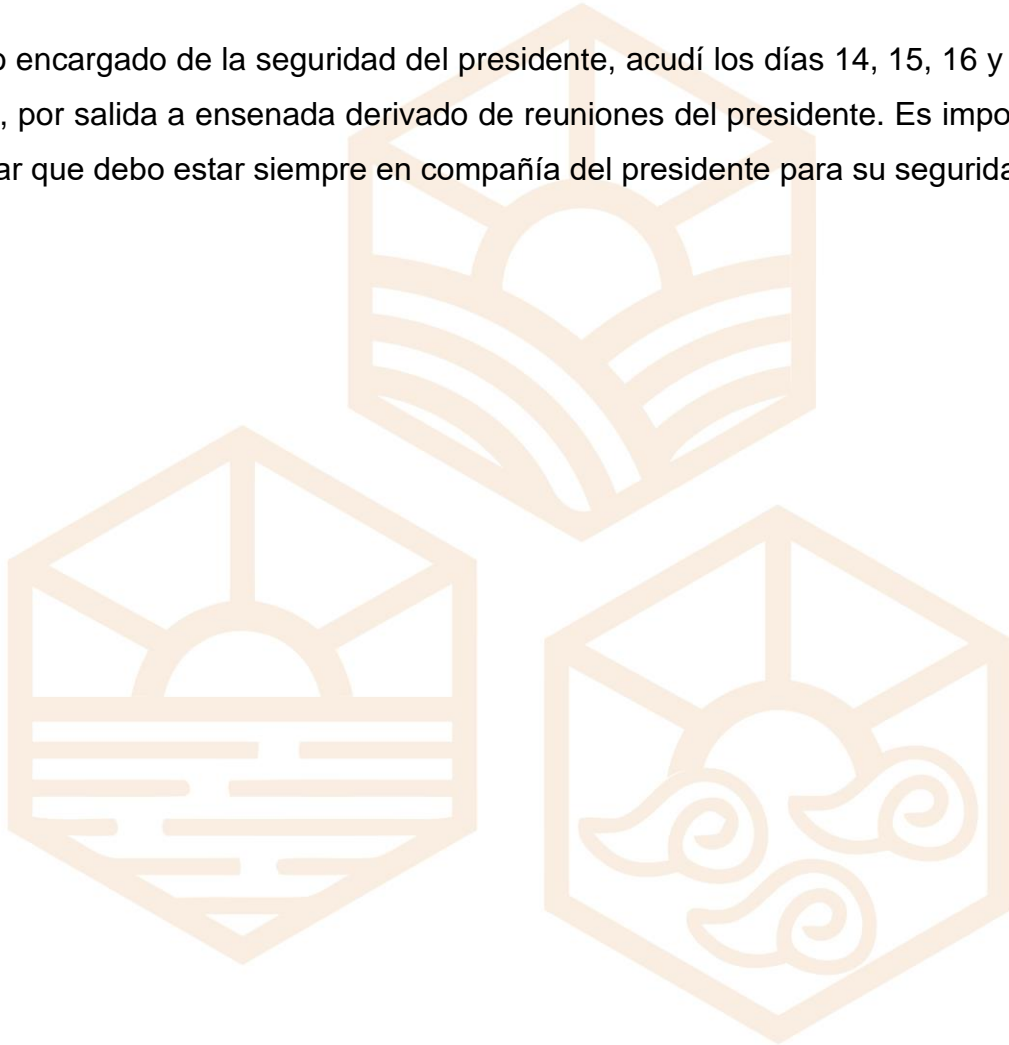 o encargado de la seguridad del presidente, acudí los días 14, 15, 16 y
, por salida a ensenada derivado de reuniones del presidente. Es impo
ar que debo estar siempre en compañía del presidente para su segurida